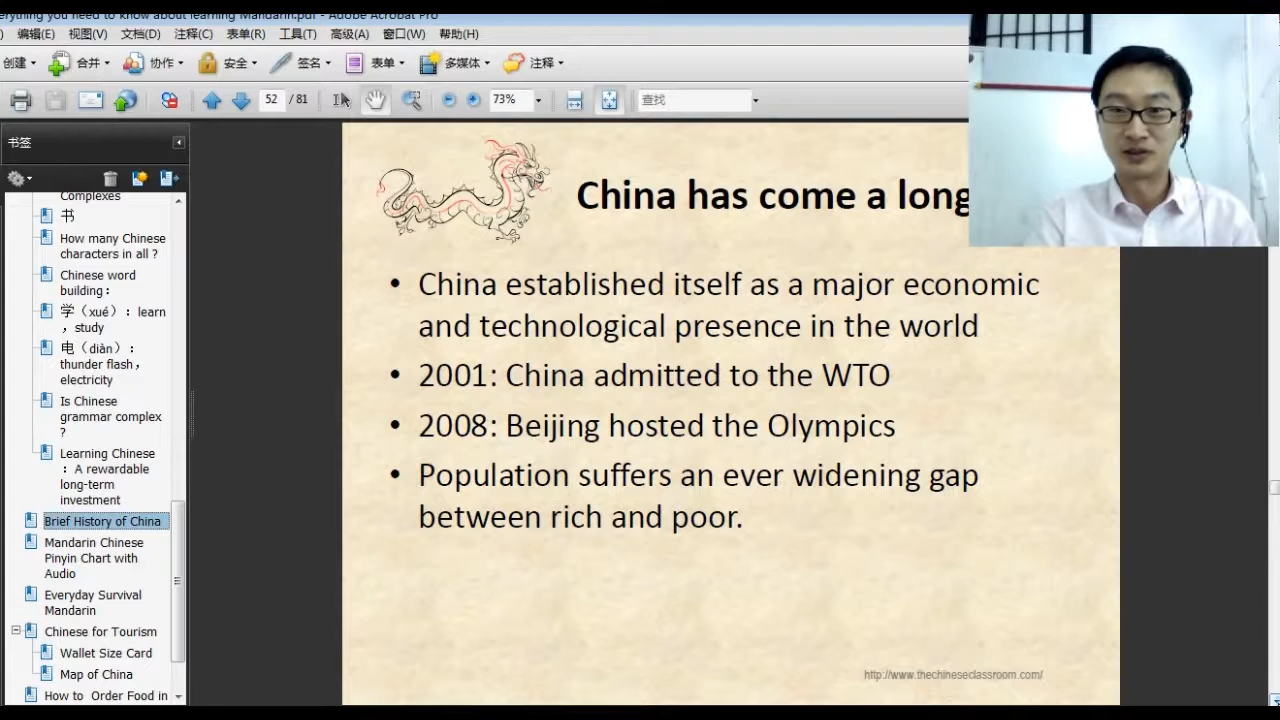 erything you need to know about learning Mandarin.pdf - Adobe Acrobat Pro
) 编辑(E) 视图(V) 文档(D) 注释(C) 表单(R) 工具(T) 高级(A) 窗口(W) 帮助(H)
创建 合并 协作 安全 签名 表单 多媒体 注释
52 / 81 73% 查找
书签
Complexes
书
How many Chinese
characters in all ?
Chinese word
building：
学（xué）：learn
，study
电（diàn）：
thunder flash，
electricity
Is Chinese
grammar complex
?
Learning Chinese
：A rewardable
long-term
investment
Brief History of China
Mandarin Chinese
Pinyin Chart with
Audio
Everyday Survival
Mandarin
Chinese for Tourism
Wallet Size Card
Map of China
How to Order Food in
China has come a long
• China established itself as a major economic
and technological presence in the world
• 2001: China admitted to the WTO
• 2008: Beijing hosted the Olympics
• Population suffers an ever widening gap
between rich and poor.
http://www.thechineseclassroom.com/